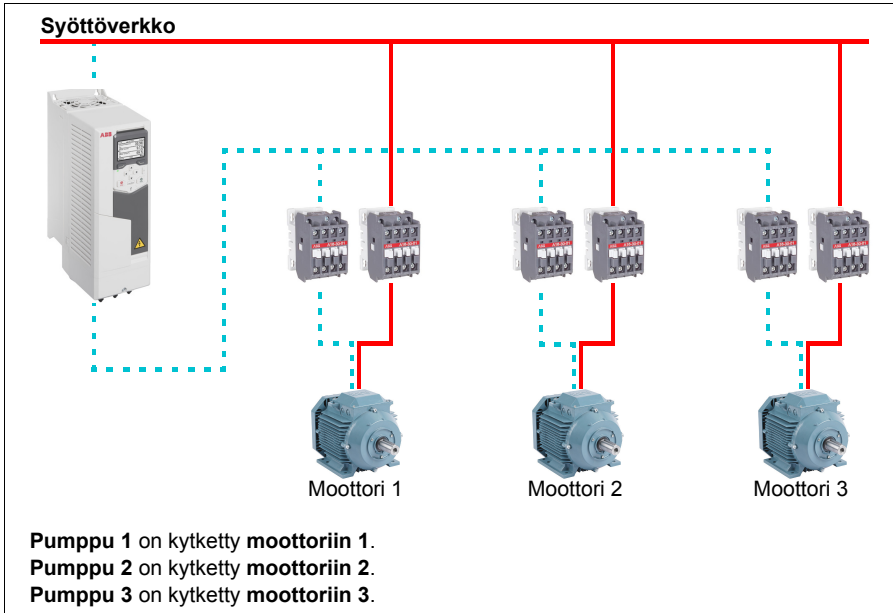 Syöttöverkko
ABB
Moottori 1
Moottori 2
Moottori 3
Pumppu 1 on kytketty moottoriin 1.
Pumppu 2 on kytketty moottoriin 2.
Pumppu 3 on kytketty moottoriin 3.